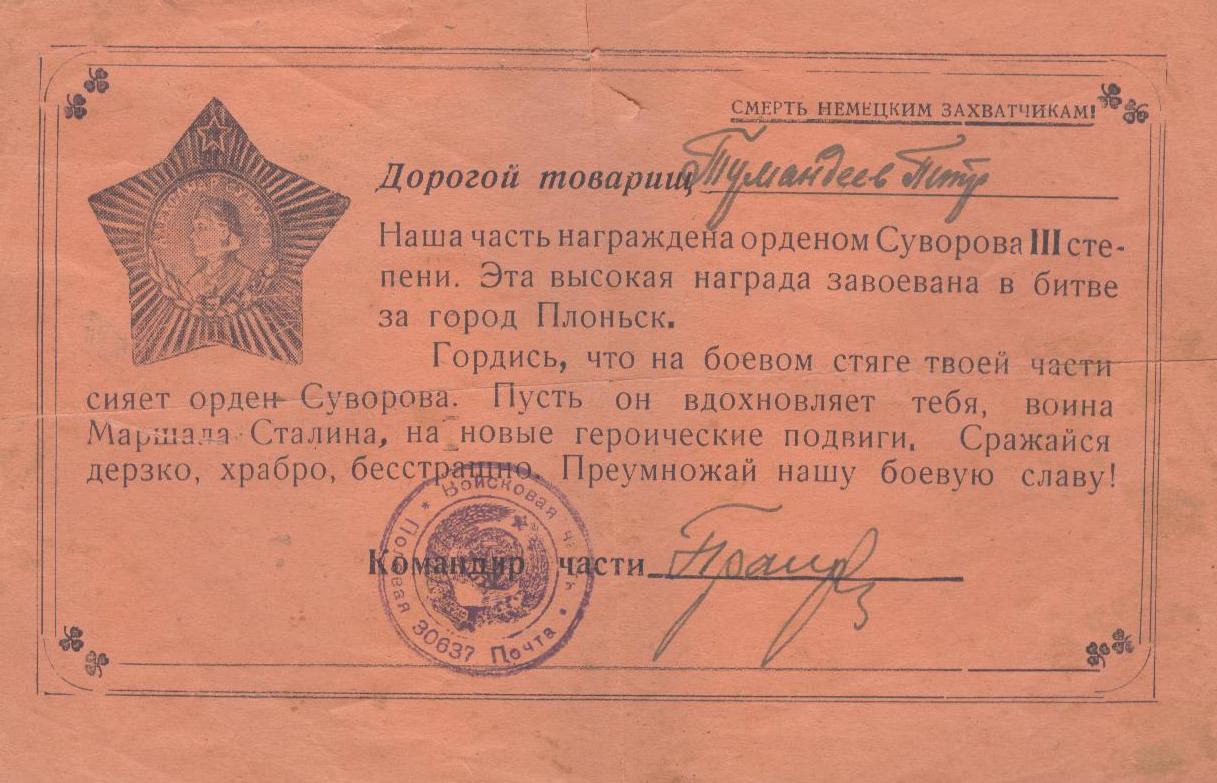 СМЕРТЬ НЕМЕЦКИМ ЗАХВАТЧИКАМ!
Дорогой товарищ Тумандеев Петр
Наша часть награждена орденом Суворова III сте-
пени. Эта высокая награда завоевана в битве
за город Плоньск.
Гордись, что на боевом стяге твоей части
сияет орден Суворова. Пусть он вдохновляет тебя, воина
Маршала Сталина, на новые героические подвиги. Сражайся
дерзко, храбро, бесстрашно. Преумножай нашу боевую славу!
Командир части
Войсковая часть * Полевая Почта 30637